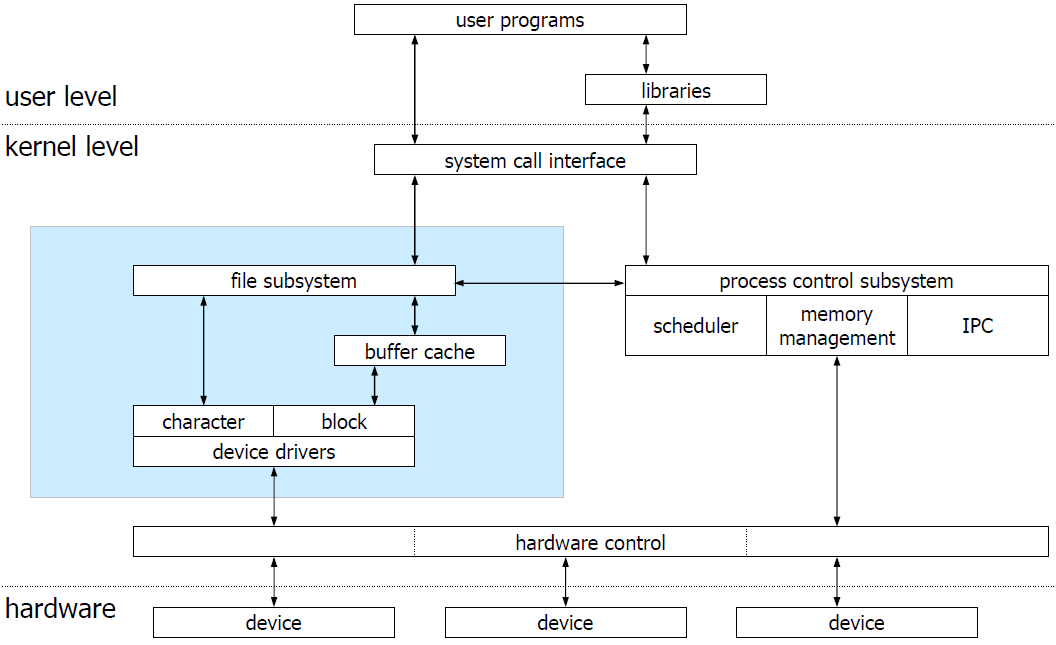 user programs
libraries
user level
kernel level
system call interface
file subsystem
process control subsystem
scheduler
memory
management
IPC
buffer cache
character
block
device drivers
hardware control
hardware
device
device
device